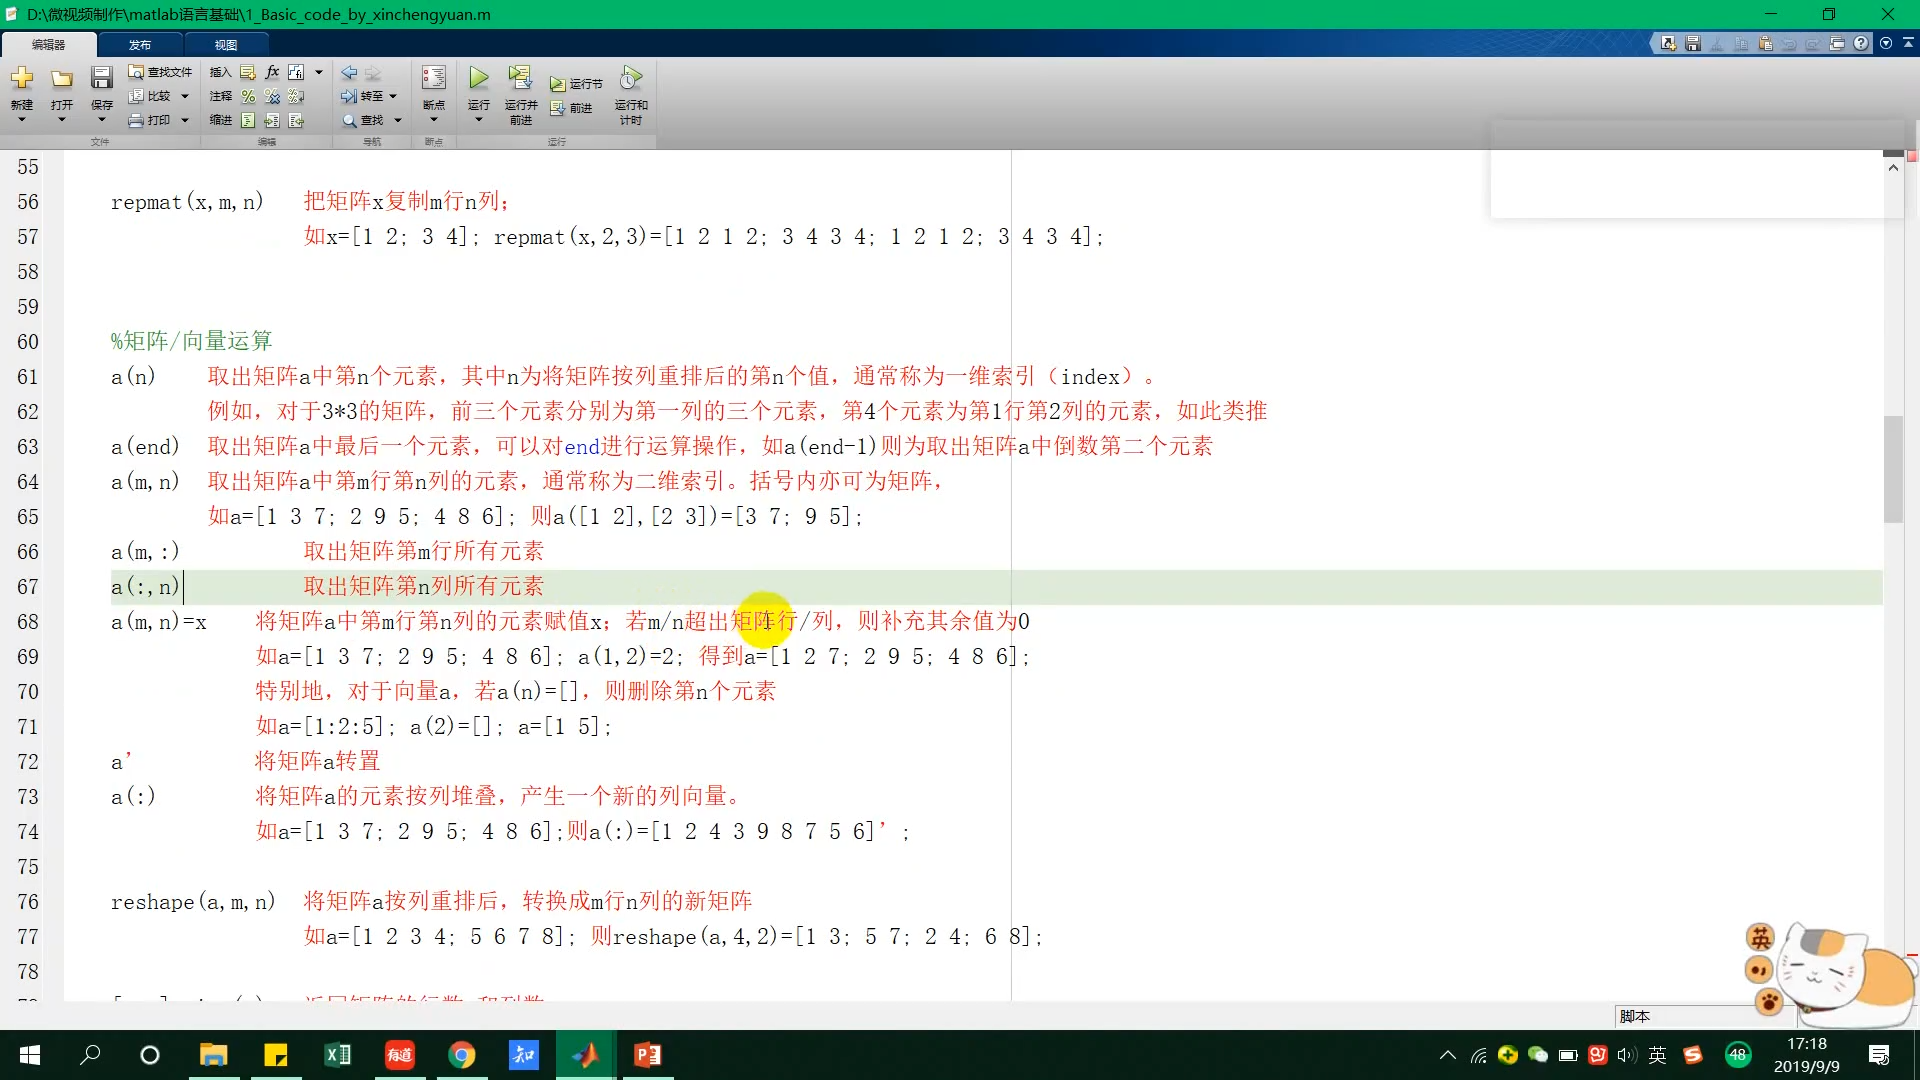 D:\微视频制作\matlab语言基础\1_Basic_code_by_xinchengyuan.m
编辑器 发布 视图
新建 打开 保存 查找文件 比较 打印 插入 fx 注释 缩进 转至 查找 断点 运行 运行并前进 运行节 前进 运行和计时
文件 编辑 导航 断点 运行
55
56 repmat(x,m,n) 把矩阵x复制m行n列;
57 如x=[1 2; 3 4]; repmat(x,2,3)=[1 2 1 2; 3 4 3 4; 1 2 1 2; 3 4 3 4];
58
59
60 %矩阵/向量运算
61 a(n) 取出矩阵a中第n个元素，其中n为将矩阵按列重排后的第n个值，通常称为一维索引（index）。
62 例如，对于3*3的矩阵，前三个元素分别为第一列的三个元素，第4个元素为第1行第2列的元素，如此类推
63 a(end) 取出矩阵a中最后一个元素，可以对end进行运算操作，如a(end-1)则为取出矩阵a中倒数第二个元素
64 a(m,n) 取出矩阵a中第m行第n列的元素，通常称为二维索引。括号内亦可为矩阵，
65 如a=[1 3 7; 2 9 5; 4 8 6]; 则a([1 2],[2 3])=[3 7; 9 5];
66 a(m,:) 取出矩阵第m行所有元素
67 a(:,n) 取出矩阵第n列所有元素
68 a(m,n)=x 将矩阵a中第m行第n列的元素赋值x；若m/n超出矩阵行/列，则补充其余值为0
69 如a=[1 3 7; 2 9 5; 4 8 6]; a(1,2)=2; 得到a=[1 2 7; 2 9 5; 4 8 6];
70 特别地，对于向量a，若a(n)=[]，则删除第n个元素
71 如a=[1:2:5]; a(2)=[]; a=[1 5];
72 a’ 将矩阵a转置
73 a(:) 将矩阵a的元素按列堆叠，产生一个新的列向量。
74 如a=[1 3 7; 2 9 5; 4 8 6];则a(:)=[1 2 4 3 9 8 7 5 6]’;
75
76 reshape(a,m,n) 将矩阵a按列重排后，转换成m行n列的新矩阵
77 如a=[1 2 3 4; 5 6 7 8]; 则reshape(a,4,2)=[1 3; 5 7; 2 4; 6 8];
78
英
脚本
有道 知 英 48
17:18
2019/9/9